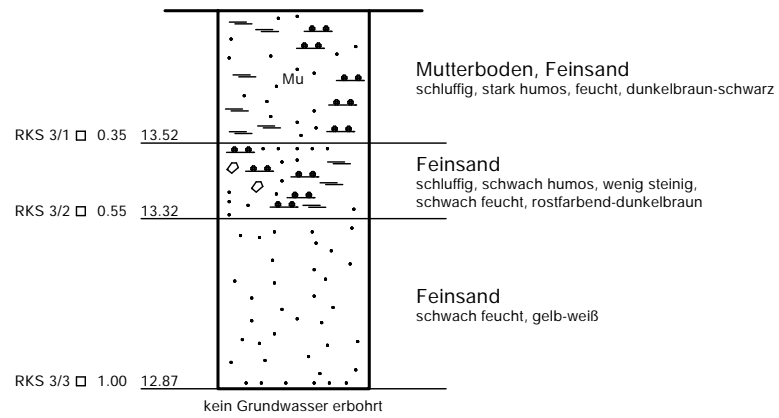 Mu
Mutterboden, Feinsand
schluffig, stark humos, feucht, dunkelbraun-schwarz
RKS 3/1 0.35 13.52
Feinsand
schluffig, schwach humos, wenig steinig,
schwach feucht, rostfarbend-dunkelbraun
RKS 3/2 0.55 13.32
Feinsand
schwach feucht, gelb-weiß
RKS 3/3 1.00 12.87
kein Grundwasser erbohrt